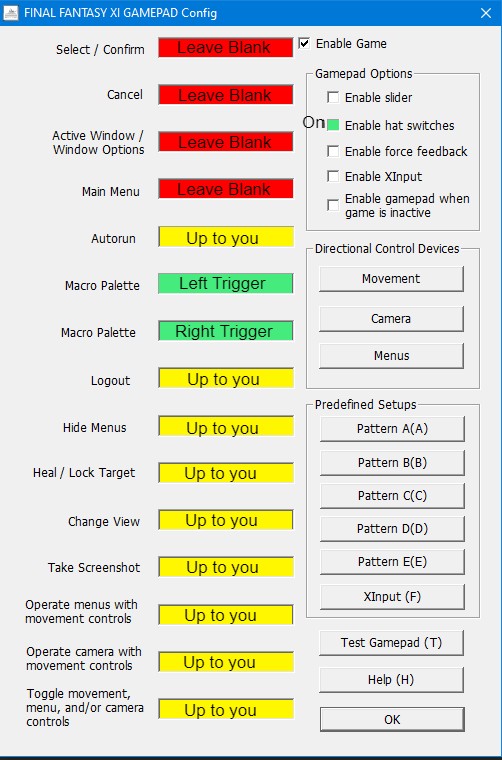 FINAL FANTASY XI GAMEPAD Config
Select / Confirm
Leave Blank
Enable Game
Gamepad Options
Cancel
Leave Blank
Enable slider
On
Enable hat switches
Active Window /
Window Options
Leave Blank
Enable force feedback
Enable XInput
Main Menu
Leave Blank
Enable gamepad when
game is inactive
Autorun
Up to you
Directional Control Devices
Macro Palette
Left Trigger
Movement
Macro Palette
Right Trigger
Camera
Menus
Logout
Up to you
Predefined Setups
Hide Menus
Up to you
Pattern A(A)
Pattern B(B)
Heal / Lock Target
Up to you
Pattern C(C)
Change View
Up to you
Pattern D(D)
Take Screenshot
Up to you
Pattern E(E)
XInput (F)
Operate menus with
movement controls
Up to you
Test Gamepad (T)
Operate camera with
movement controls
Up to you
Help (H)
Toggle movement,
menu, and/or camera
controls
Up to you
OK